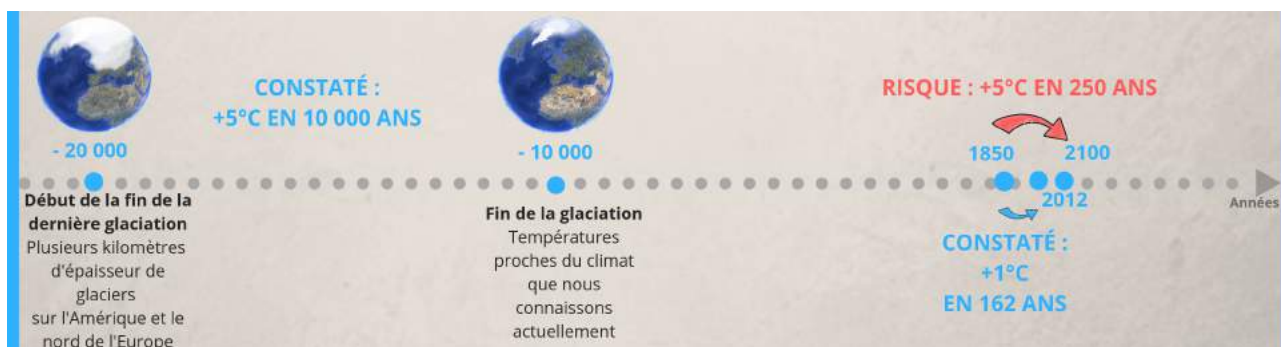 CONSTATÉ :
+5°C EN 10 000 ANS
RISQUE : +5°C EN 250 ANS
- 20 000
- 10 000
1850
2100
2012
Années
Début de la fin de la
dernière glaciation
Plusieurs kilomètres
d'épaisseur de
glaciers
sur l'Amérique et le
nord de l'Europe
Fin de la glaciation
Températures
proches du climat
que nous
connaissons
actuellement
CONSTATÉ :
+1°C
EN 162 ANS